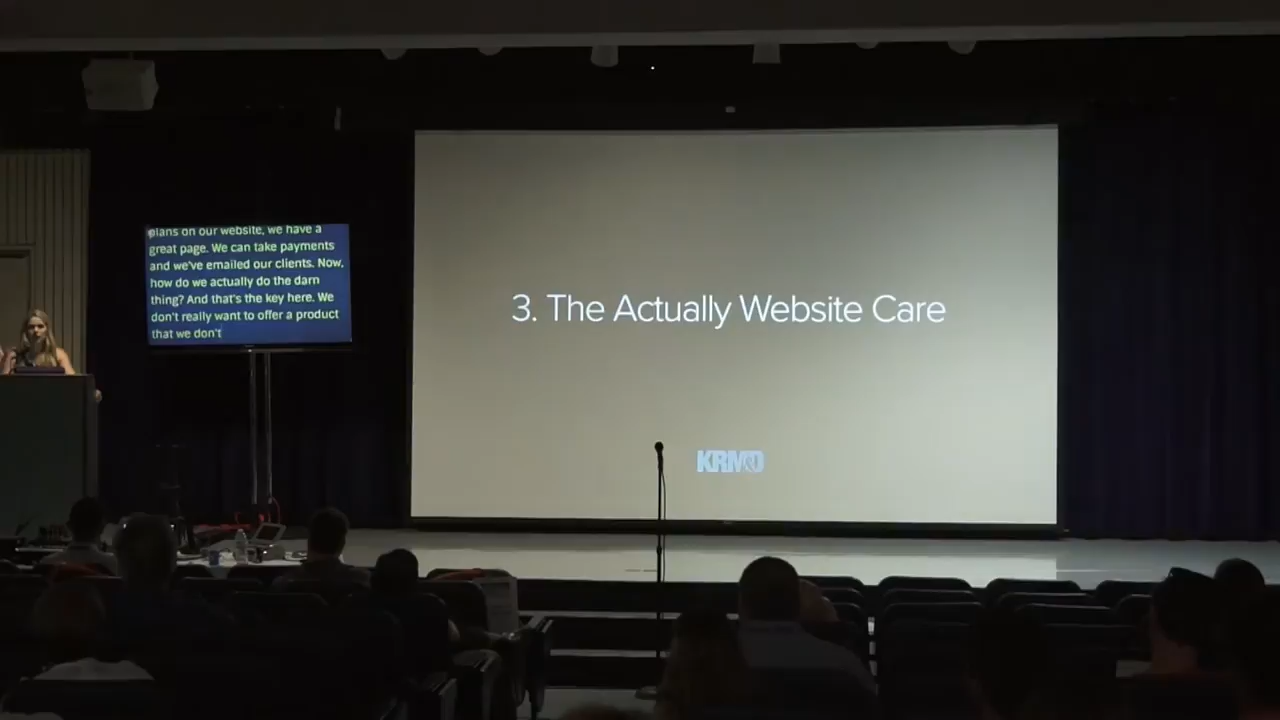 plans on our website, we have a
great page. We can take payments
and we've emailed our clients. Now,
how do we actually do the darn
thing? And that's the key here. We
don't really want to offer a product
that we don't
3. The Actually Website Care
KRM&D